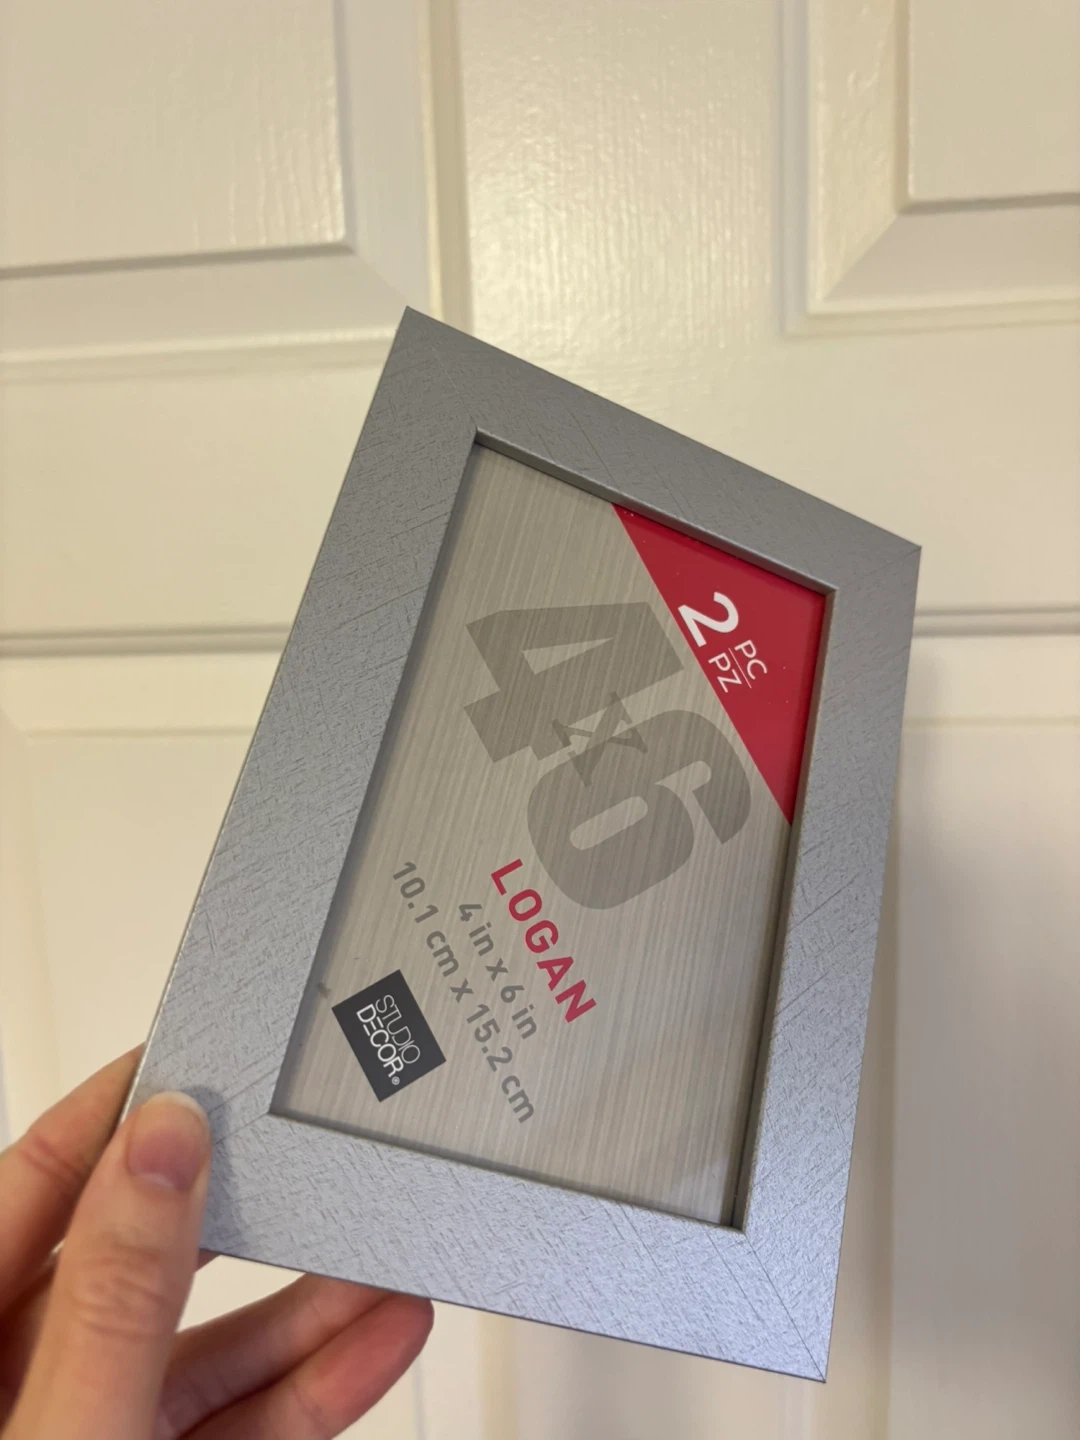 2 PC
PZ
4x6
LOGAN
4 in x 6 in
10.1 cm x 15.2 cm
STUDIO
DECOR®